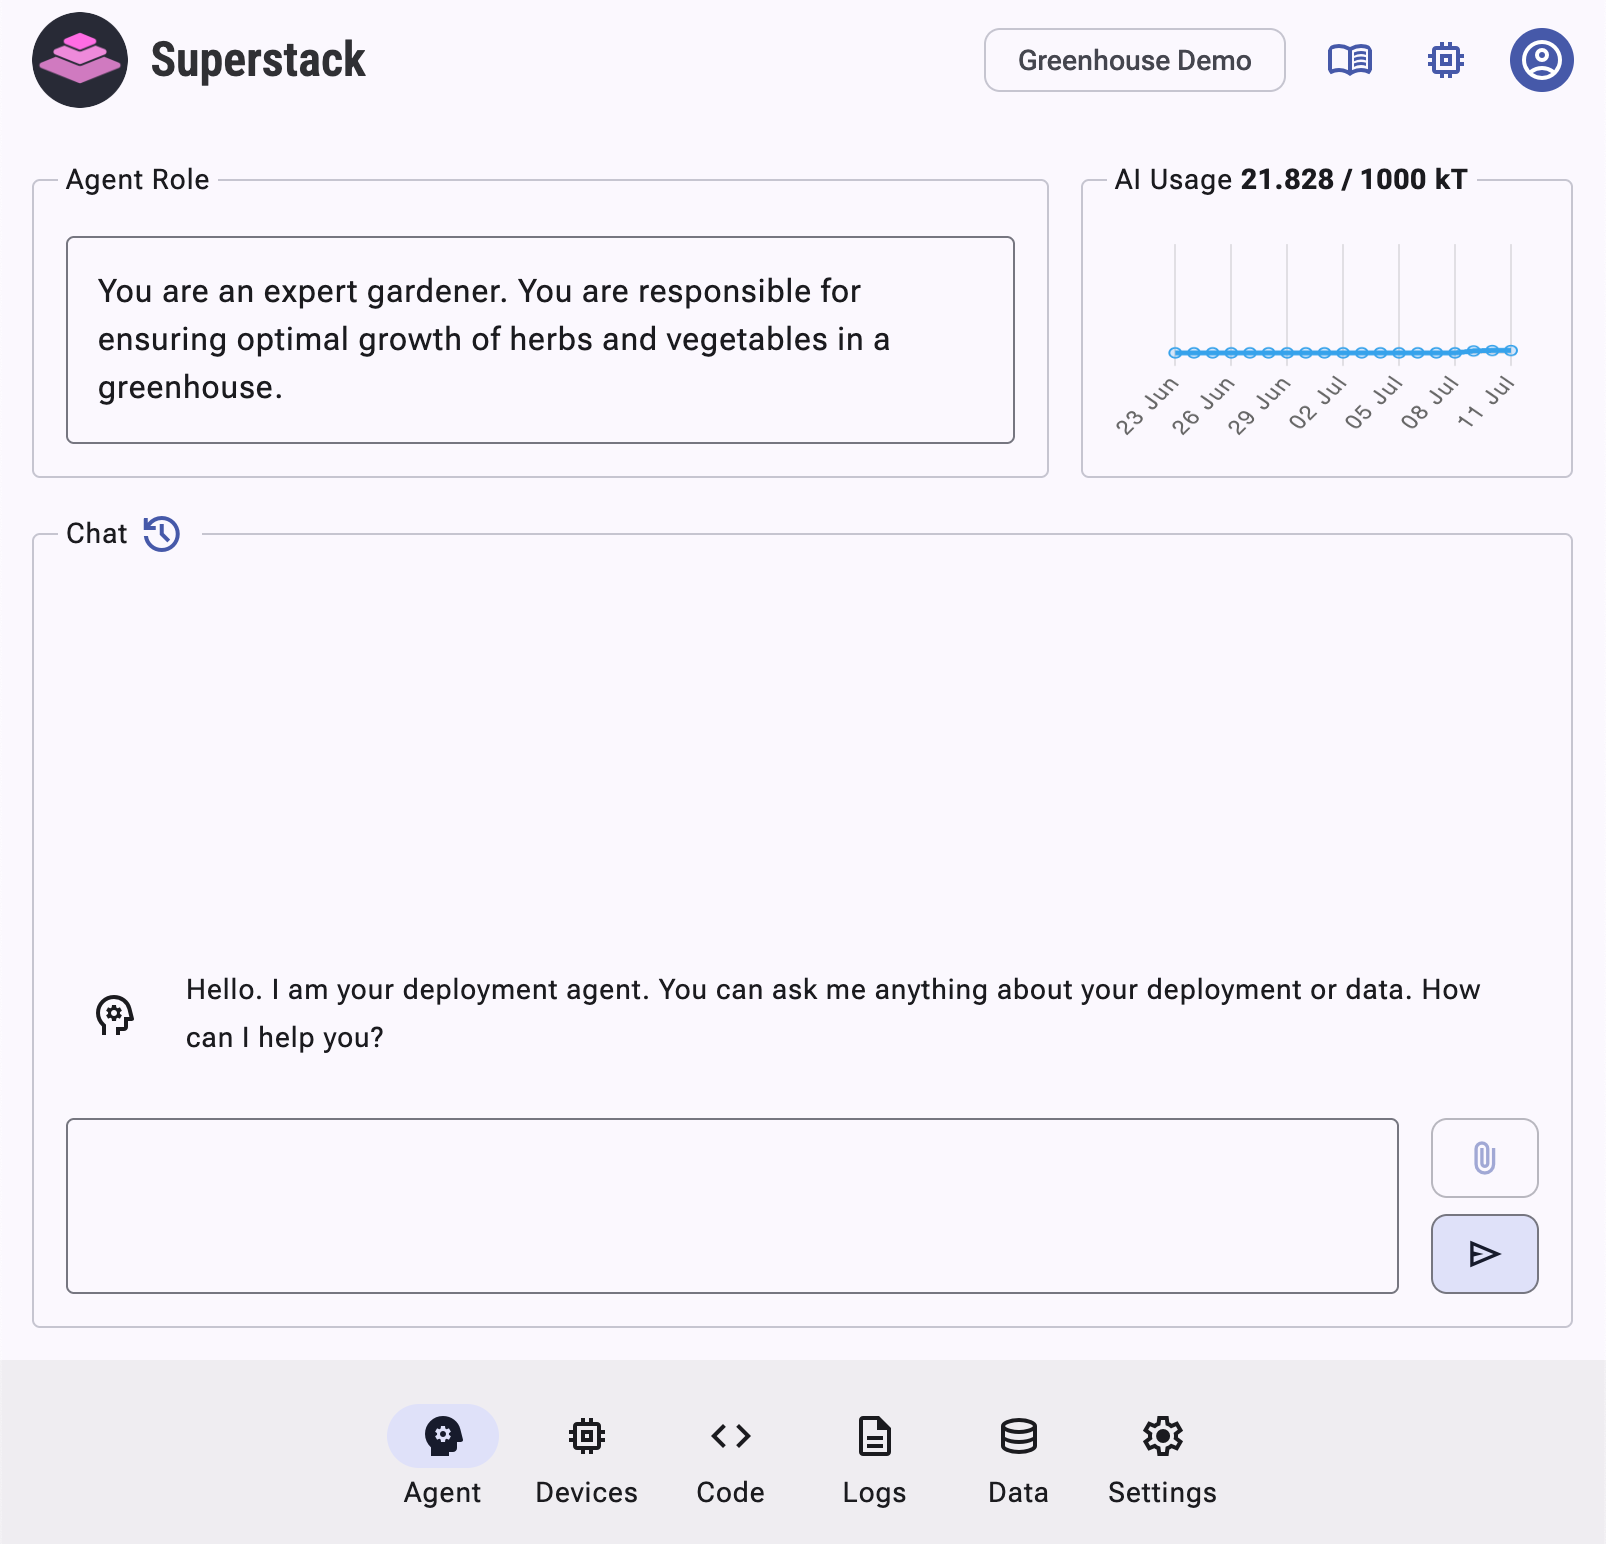 Superstack
Greenhouse Demo
Agent Role
You are an expert gardener. You are responsible for
ensuring optimal growth of herbs and vegetables in a
greenhouse.
AI Usage 21.828 / 1000 kT
23 Jun
26 Jun
29 Jun
02 Jul
05 Jul
08 Jul
11 Jul
Chat
Hello. I am your deployment agent. You can ask me anything about your deployment or data. How
can I help you?
Agent
Devices
Code
Logs
Data
Settings